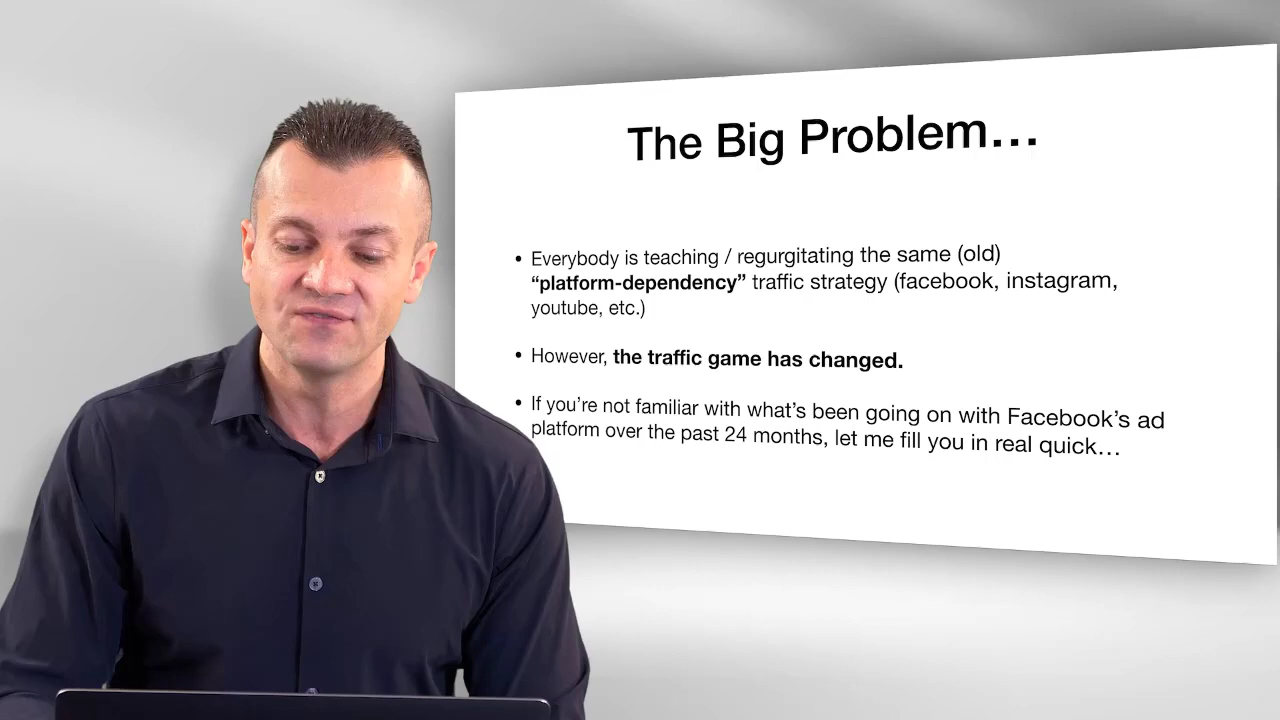 The Big Problem…
• Everybody is teaching / regurgitating the same (old)
“platform-dependency” traffic strategy (facebook, instagram,
youtube, etc.)
• However, the traffic game has changed.
• If you’re not familiar with what’s been going on with Facebook’s ad
platform over the past 24 months, let me fill you in real quick…